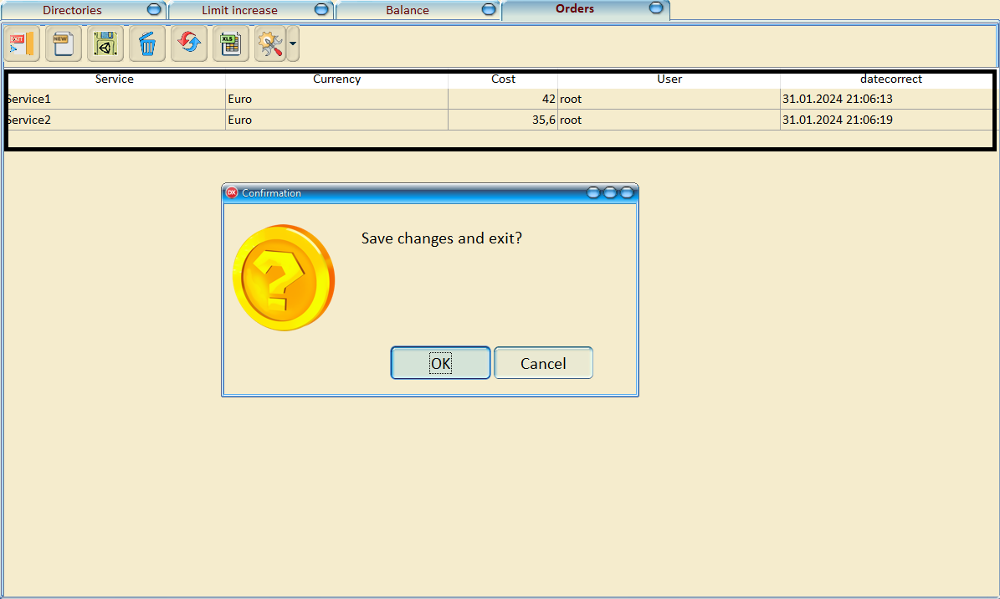 Directories Limit increase Balance Orders
EXIT NEW XLS
Service Currency Cost User datecorrect
Service1 Euro 42 root 31.01.2024 21:06:13
Service2 Euro 35,6 root 31.01.2024 21:06:19
DX Confirmation
Save changes and exit?
?
OK Cancel